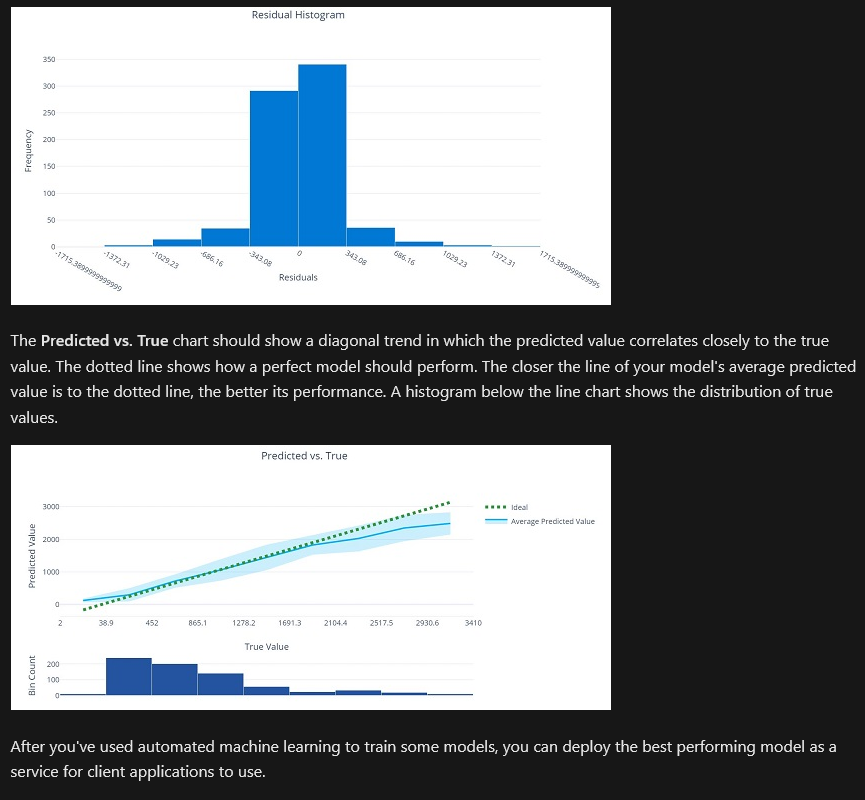 Residual Histogram
350
300
250
200
150
100
50
0
Frequency
-1715.3899999999999
-1372.31
-1029.23
-686.16
-343.08
0
343.08
686.16
1029.23
1372.31
1715.3899999999995
Residuals
The Predicted vs. True chart should show a diagonal trend in which the predicted value correlates closely to the true
value. The dotted line shows how a perfect model should perform. The closer the line of your model's average predicted
value is to the dotted line, the better its performance. A histogram below the line chart shows the distribution of true
values.
Predicted vs. True
3000
2000
1000
0
Predicted Value
Ideal
Average Predicted Value
2
38.9
452
865.1
1278.2
1691.3
2104.4
2517.5
2930.6
3410
True Value
200
100
0
Bin Count
After you've used automated machine learning to train some models, you can deploy the best performing model as a
service for client applications to use.